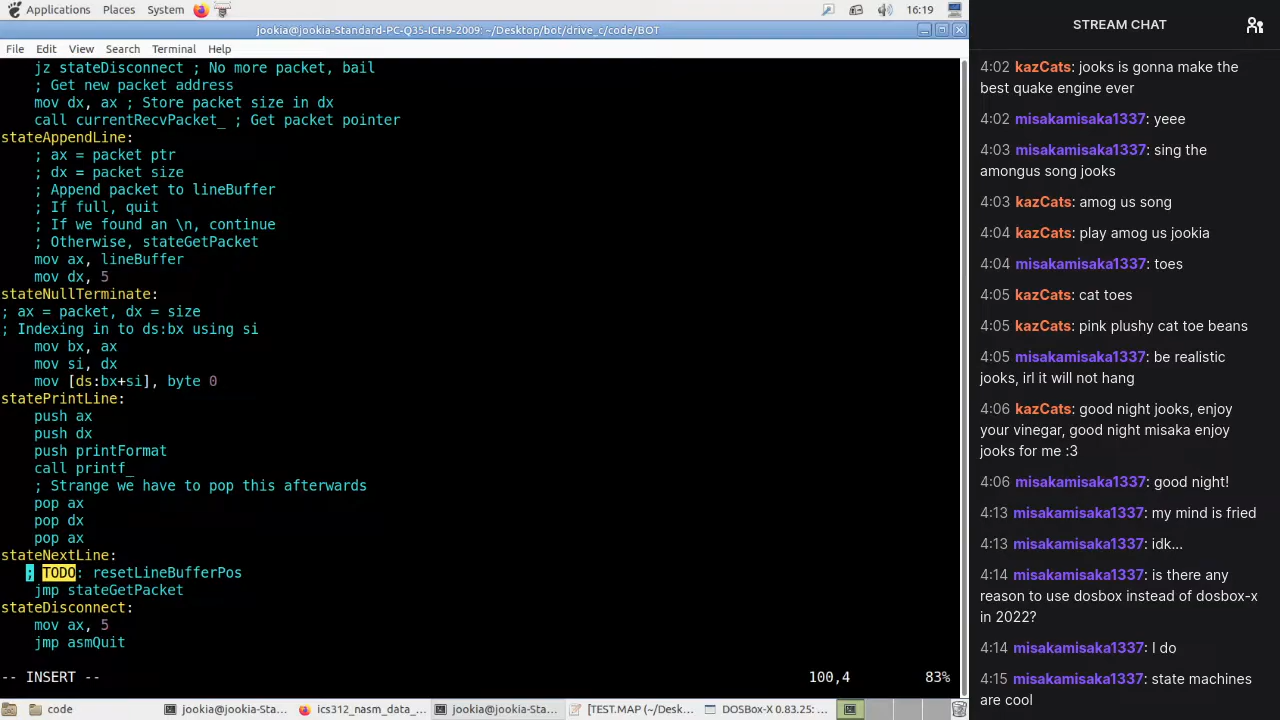 Applications Places System 16:19
jookia@jookia-Standard-PC-Q35-ICH9-2009: ~/Desktop/bot/drive_c/code/BOT
File Edit View Search Terminal Help
jz stateDisconnect ; No more packet, bail
; Get new packet address
mov dx, ax ; Store packet size in dx
call currentRecvPacket_ ; Get packet pointer
stateAppendLine:
; ax = packet ptr
; dx = packet size
; Append packet to lineBuffer
; If full, quit
; If we found an \n, continue
; Otherwise, stateGetPacket
mov ax, lineBuffer
mov dx, 5
stateNullTerminate:
; ax = packet, dx = size
; Indexing in to ds:bx using si
mov bx, ax
mov si, dx
mov [ds:bx+si], byte 0
statePrintLine:
push ax
push dx
push printFormat
call printf_
; Strange we have to pop this afterwards
pop ax
pop dx
pop ax
stateNextLine:
; TODO: resetLineBufferPos
jmp stateGetPacket
stateDisconnect:
mov ax, 5
jmp asmQuit
-- INSERT -- 100,4 83%
code jookia@jookia-Sta... ics312_nasm_data_... jookia@jookia-Sta... [TEST.MAP (~/Desk... DOSBox-X 0.83.25: ...
STREAM CHAT
4:02 kazCats: jooks is gonna make the
best quake engine ever
4:02 misakamisaka1337: yeee
4:03 misakamisaka1337: sing the
amongus song jooks
4:03 kazCats: amog us song
4:04 kazCats: play amog us jookia
4:04 misakamisaka1337: toes
4:05 kazCats: cat toes
4:05 kazCats: pink plushy cat toe beans
4:05 misakamisaka1337: be realistic
jooks, irl it will not hang
4:06 kazCats: good night jooks, enjoy
your vinegar, good night misaka enjoy
jooks for me :3
4:06 misakamisaka1337: good night!
4:13 misakamisaka1337: my mind is fried
4:13 misakamisaka1337: idk...
4:14 misakamisaka1337: is there any
reason to use dosbox instead of dosbox-x
in 2022?
4:14 misakamisaka1337: I do
4:15 misakamisaka1337: state machines
are cool